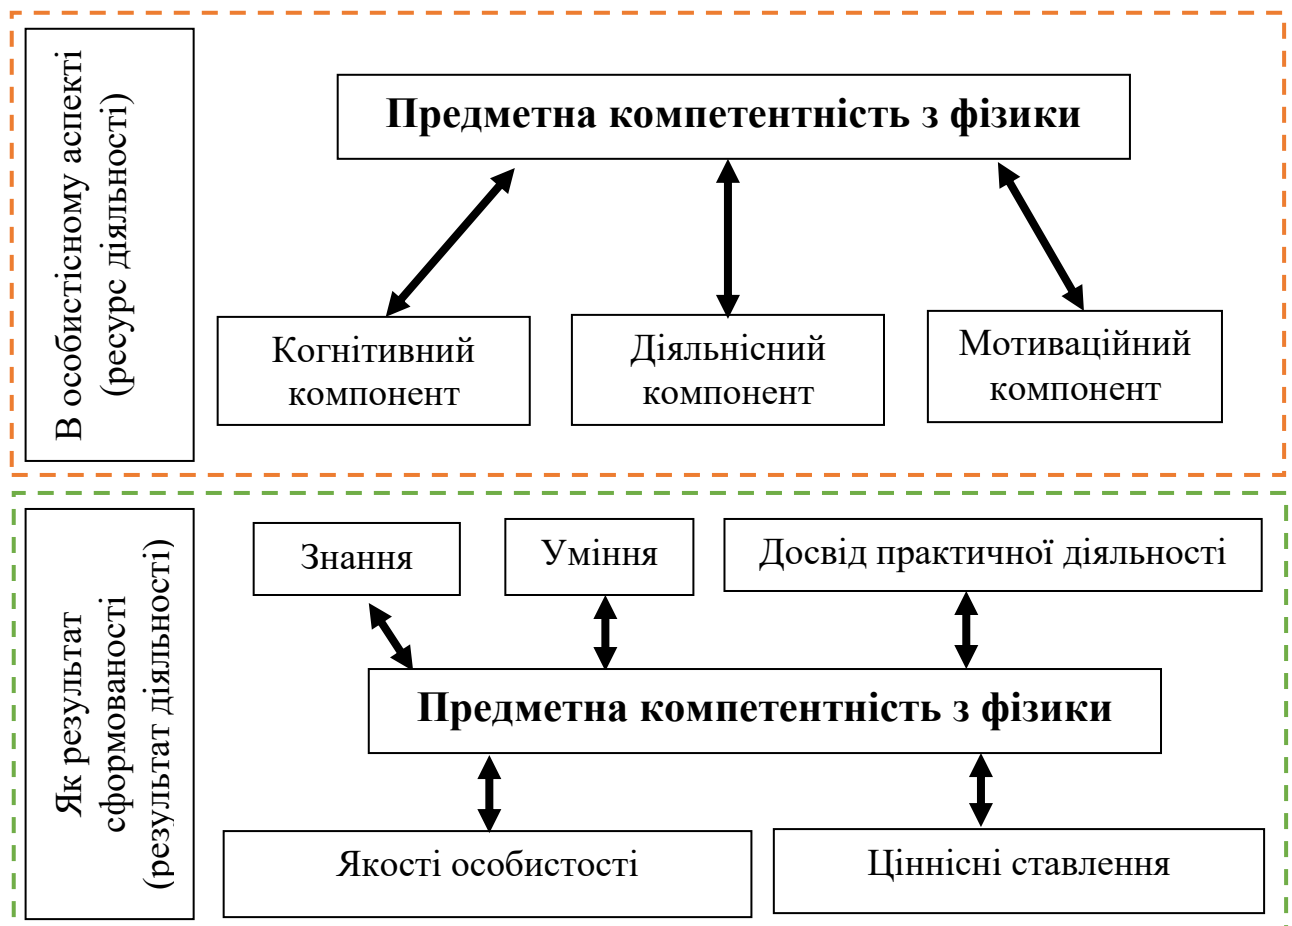 В особистісному аспекті
(ресурс діяльності)
Предметна компетентність з фізики
Когнітивний
компонент
Діяльнісний
компонент
Мотиваційний
компонент
Як результат
сформованості
(результат діяльності)
Знання
Уміння
Досвід практичної діяльності
Предметна компетентність з фізики
Якості особистості
Ціннісні ставлення